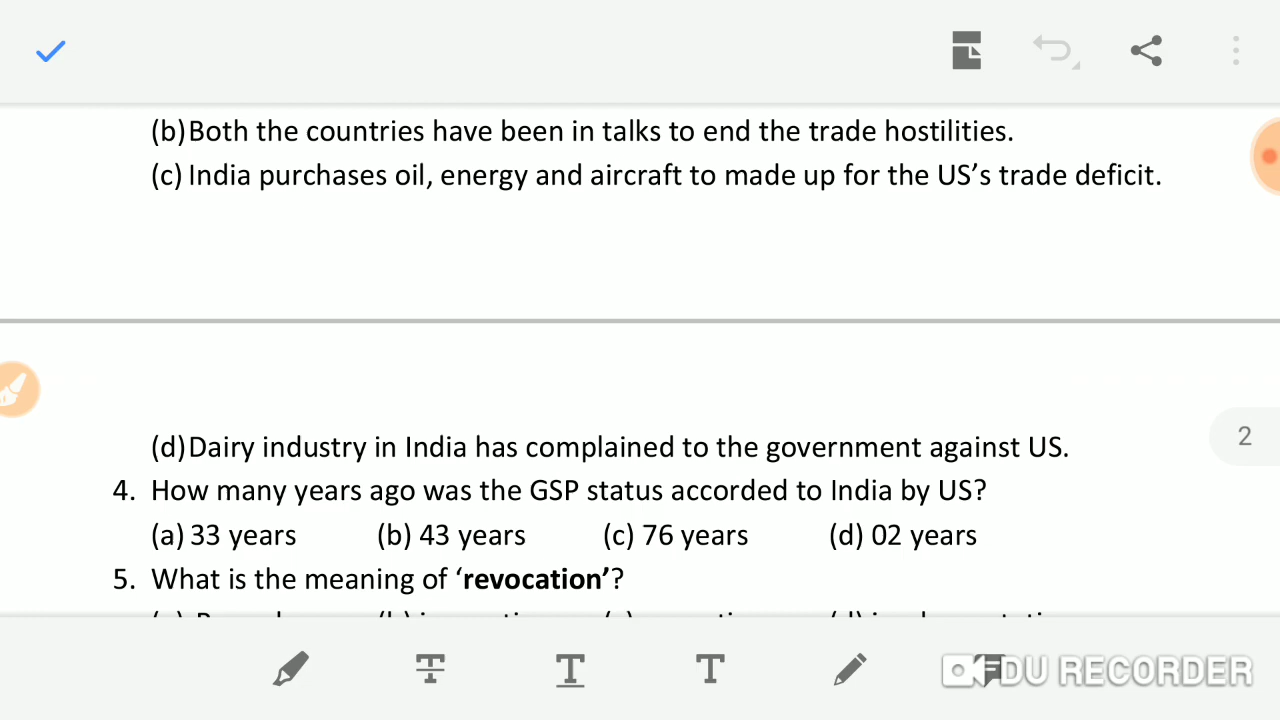 (b) Both the countries have been in talks to end the trade hostilities.
(c) India purchases oil, energy and aircraft to made up for the US’s trade deficit.
(d) Dairy industry in India has complained to the government against US.
2
4. How many years ago was the GSP status accorded to India by US?
(a) 33 years (b) 43 years (c) 76 years (d) 02 years
5. What is the meaning of ‘revocation’?
DU RECORDER